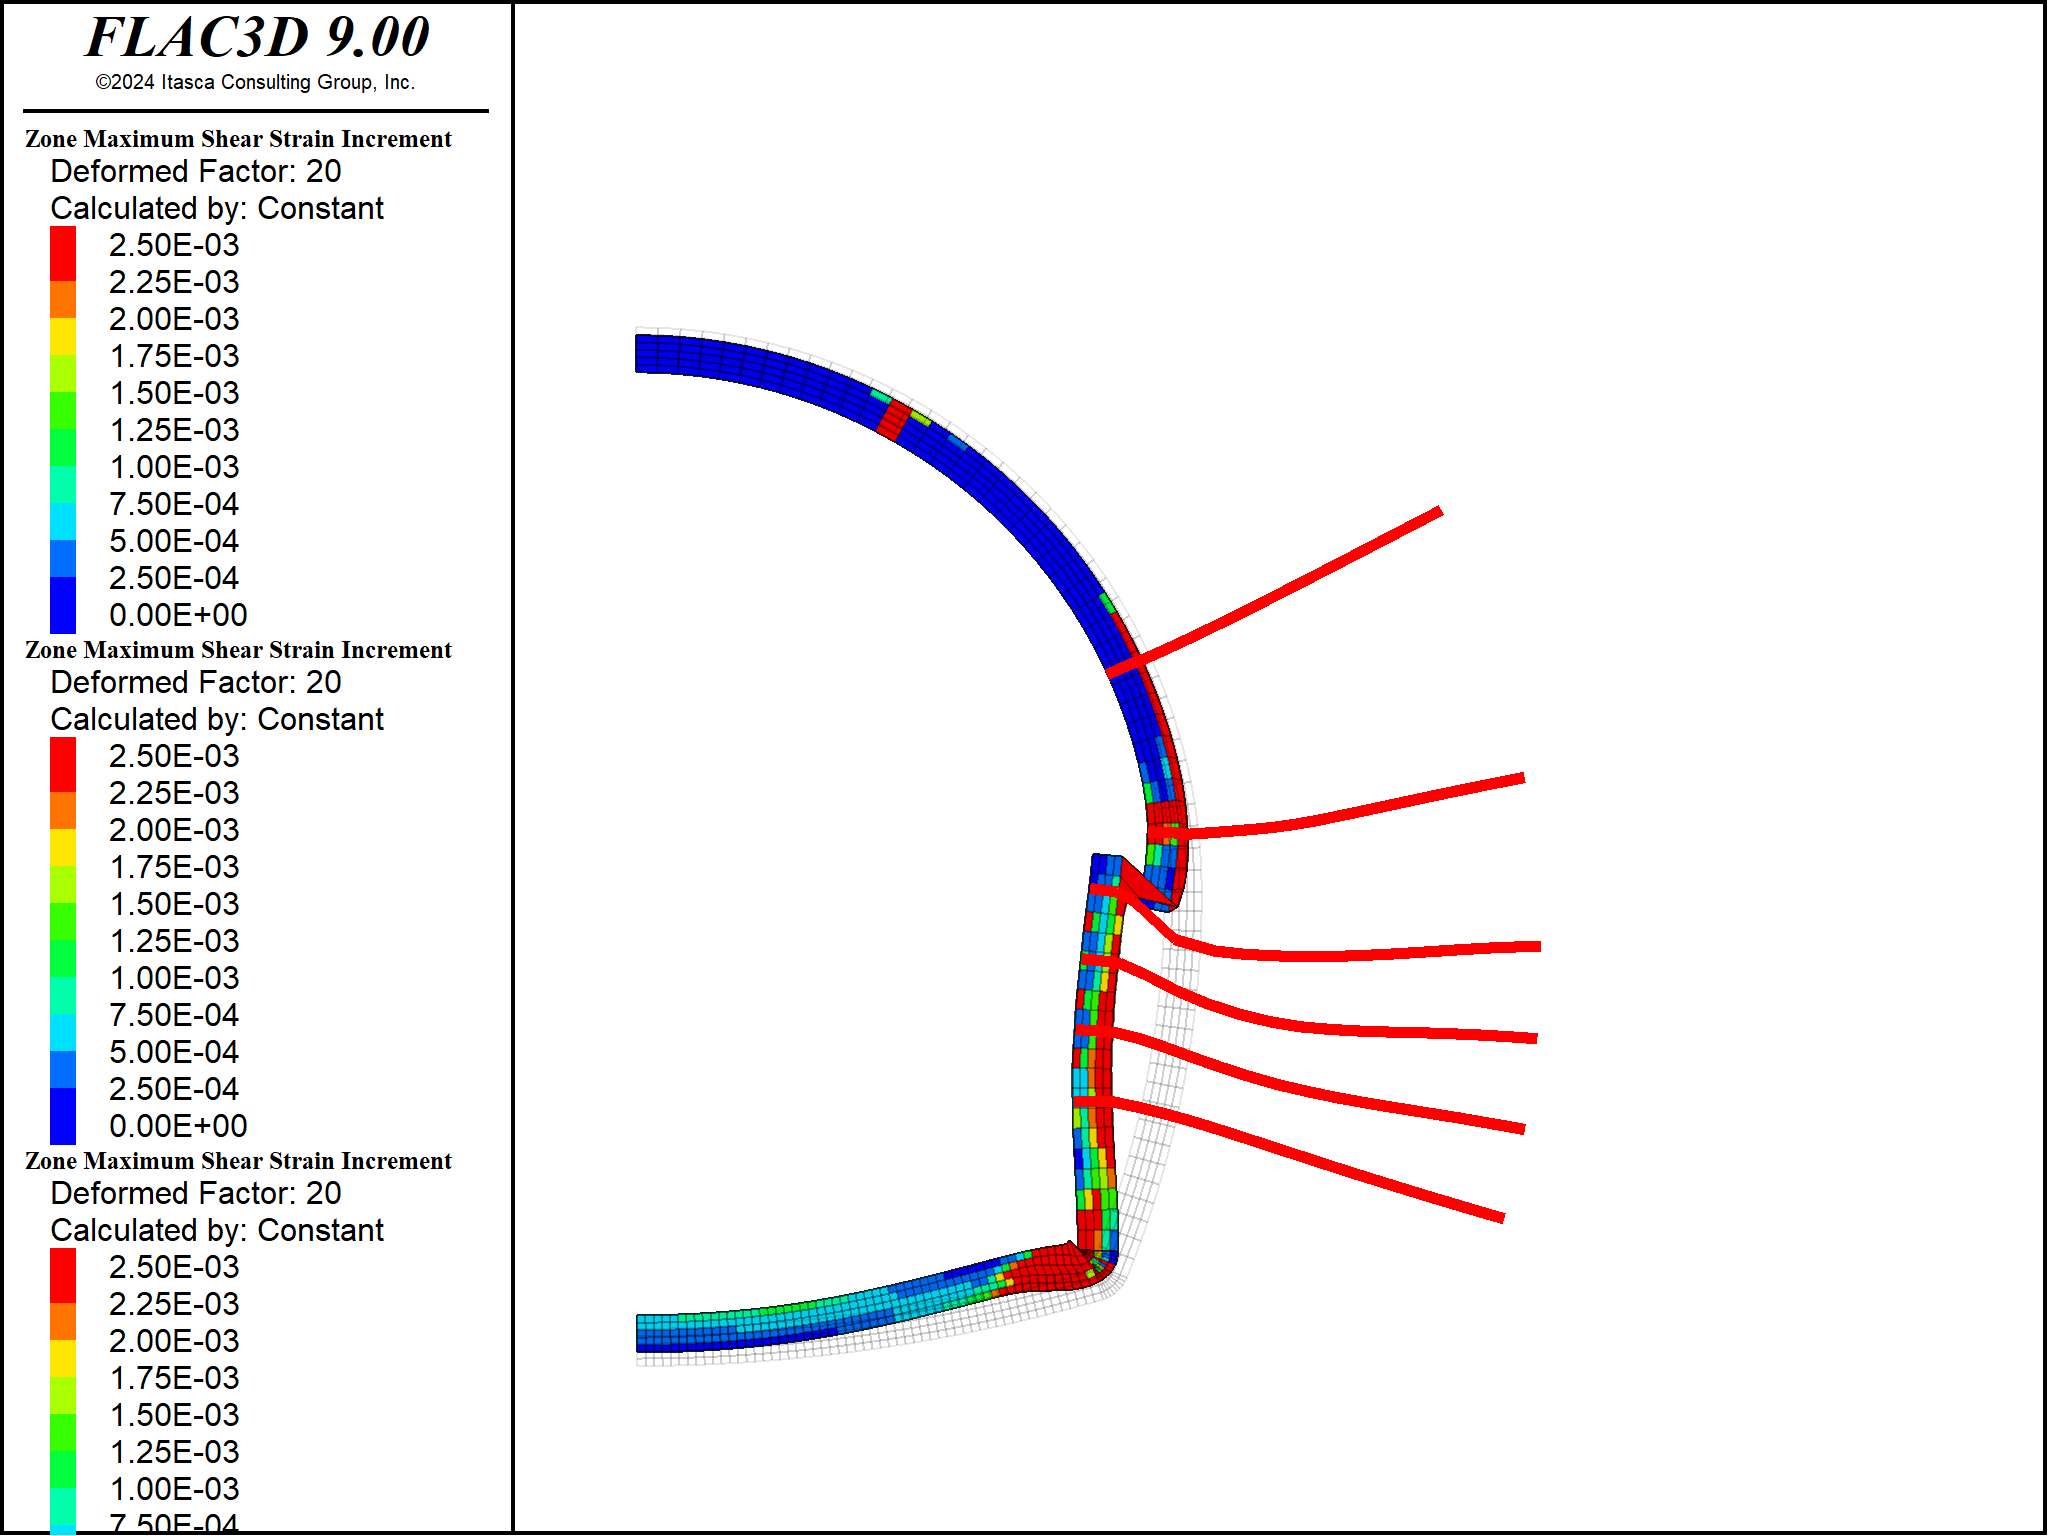 FLAC3D 9.00
©2024 Itasca Consulting Group, Inc.
Zone Maximum Shear Strain Increment
Deformed Factor: 20
Calculated by: Constant
2.50E-03
2.25E-03
2.00E-03
1.75E-03
1.50E-03
1.25E-03
1.00E-03
7.50E-04
5.00E-04
2.50E-04
0.00E+00
Zone Maximum Shear Strain Increment
Deformed Factor: 20
Calculated by: Constant
2.50E-03
2.25E-03
2.00E-03
1.75E-03
1.50E-03
1.25E-03
1.00E-03
7.50E-04
5.00E-04
2.50E-04
0.00E+00
Zone Maximum Shear Strain Increment
Deformed Factor: 20
Calculated by: Constant
2.50E-03
2.25E-03
2.00E-03
1.75E-03
1.50E-03
1.25E-03
1.00E-03
7.50E-04